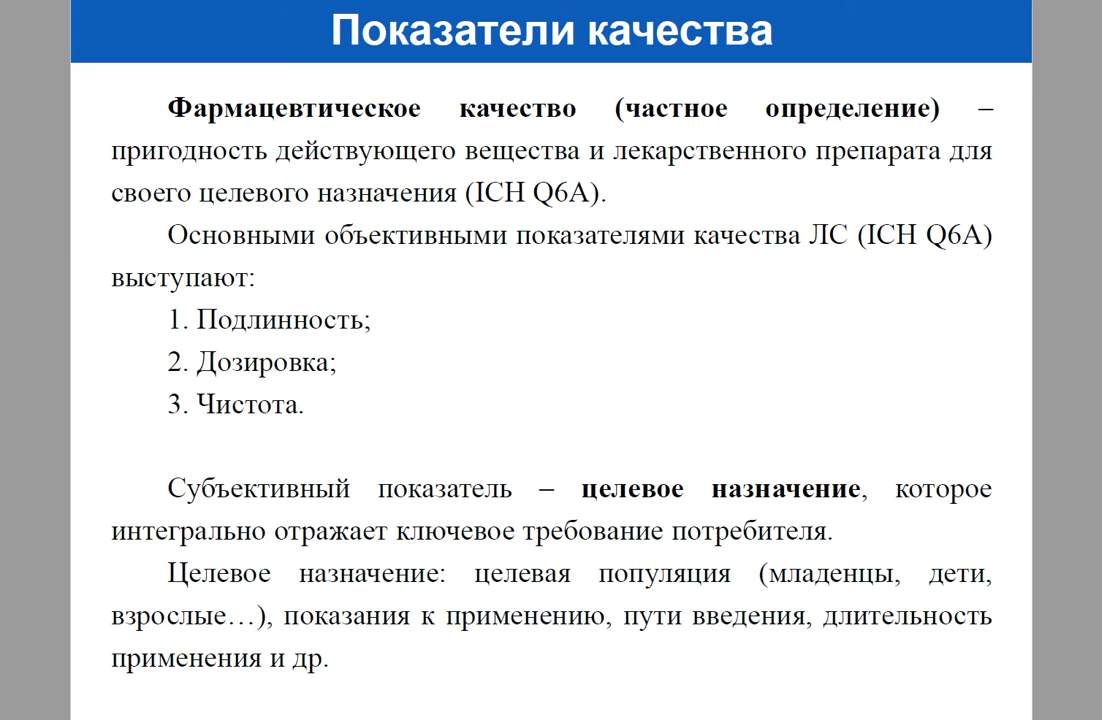 Показатели качества
Фармацевтическое качество (частное определение) –
пригодность действующего вещества и лекарственного препарата для
своего целевого назначения (ICH Q6A).
Основными объективными показателями качества ЛС (ICH Q6A)
выступают:
1. Подлинность;
2. Дозировка;
3. Чистота.
Субъективный показатель – целевое назначение, которое
интегрально отражает ключевое требование потребителя.
Целевое назначение: целевая популяция (младенцы, дети,
взрослые…), показания к применению, пути введения, длительность
применения и др.